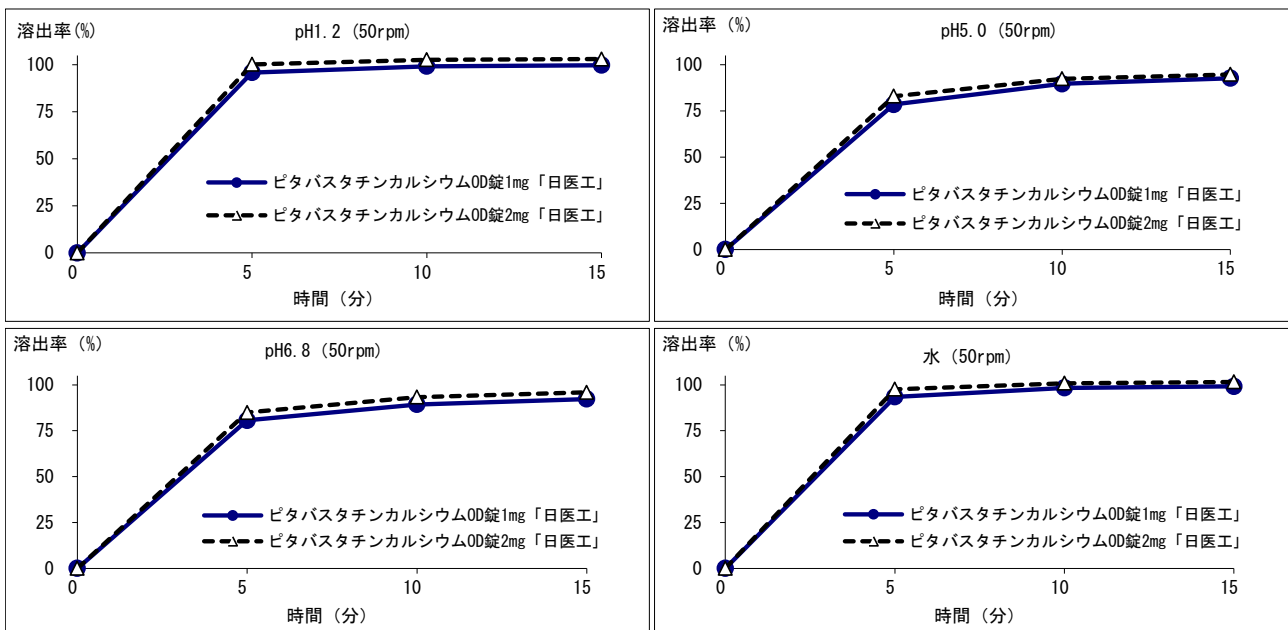 溶出率(%)
pH1.2 (50rpm)
100
75
50
25
0
ピタバスタチンカルシウムOD錠1mg「日医工」
ピタバスタチンカルシウムOD錠2mg「日医工」
0 5 10 15
時間（分）
溶出率 (%)
pH5.0 (50rpm)
100
75
50
25
0
ピタバスタチンカルシウムOD錠1mg「日医工」
ピタバスタチンカルシウムOD錠2mg「日医工」
0 5 10 15
時間（分）
溶出率 (%)
pH6.8 (50rpm)
100
75
50
25
0
ピタバスタチンカルシウムOD錠1mg「日医工」
ピタバスタチンカルシウムOD錠2mg「日医工」
0 5 10 15
時間（分）
溶出率 (%)
水 (50rpm)
100
75
50
25
0
ピタバスタチンカルシウムOD錠1mg「日医工」
ピタバスタチンカルシウムOD錠2mg「日医工」
0 5 10 15
時間（分）